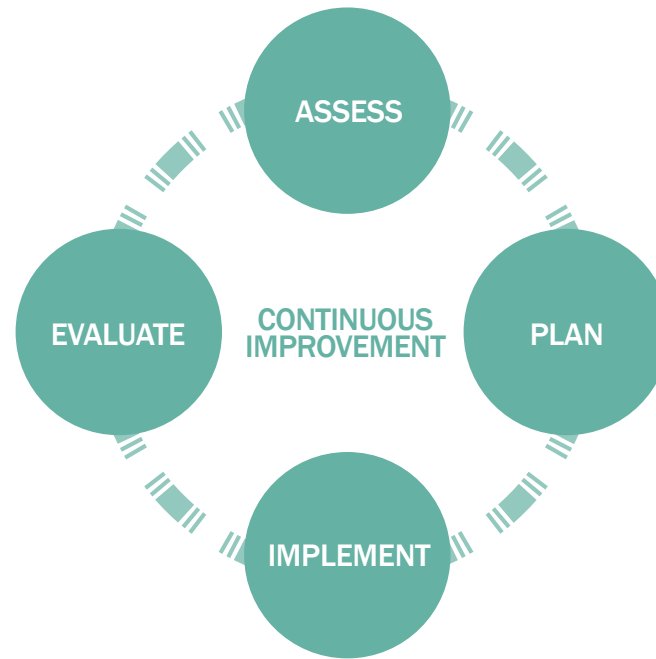 ASSESS
PLAN
IMPLEMENT
EVALUATE
CONTINUOUS
IMPROVEMENT